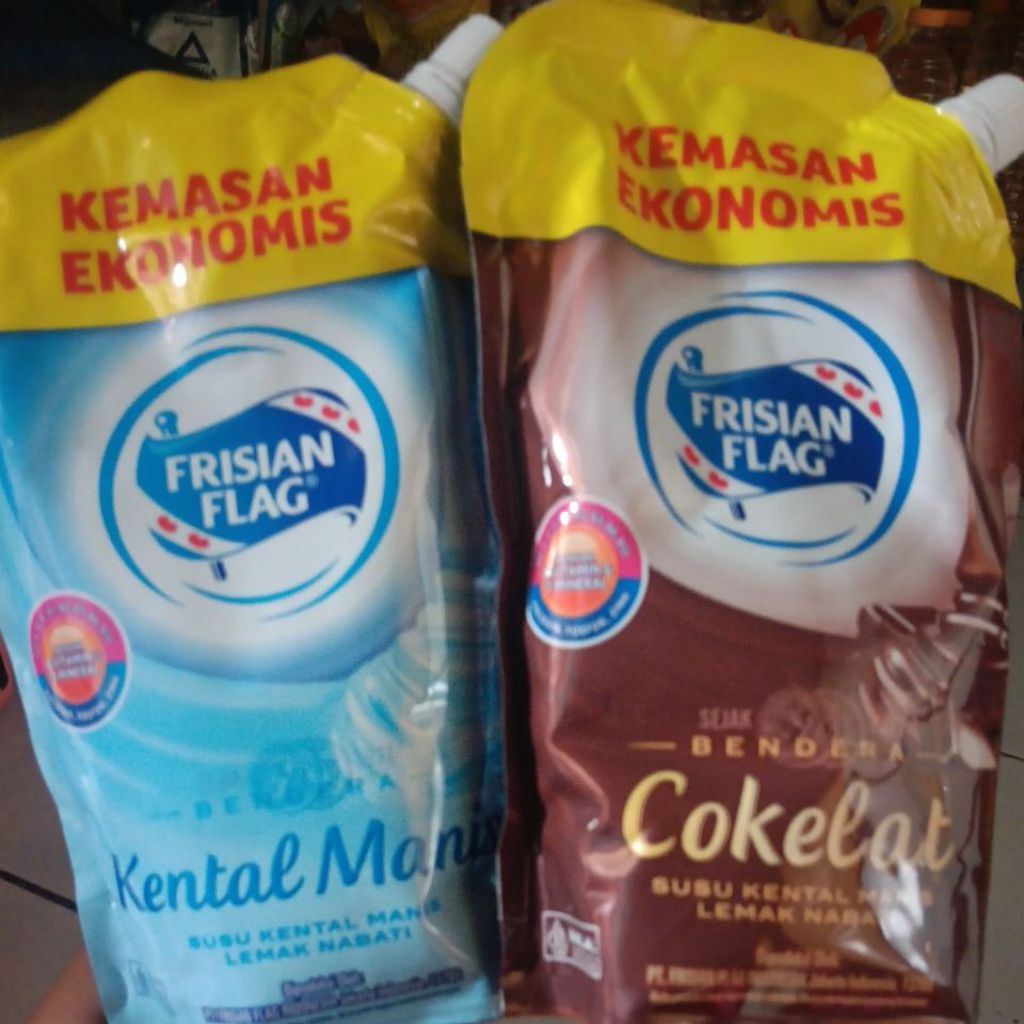 KEMASAN
EKONOMIS
FRISIAN
FLAG®
BENDERA
Kental Manis
SUSU KENTAL MANIS
LEMAK NABATI
KEMASAN
EKONOMIS
FRISIAN
FLAG®
SEJAK
BENDERA
Cokelat
SUSU KENTAL MANIS
LEMAK NABATI